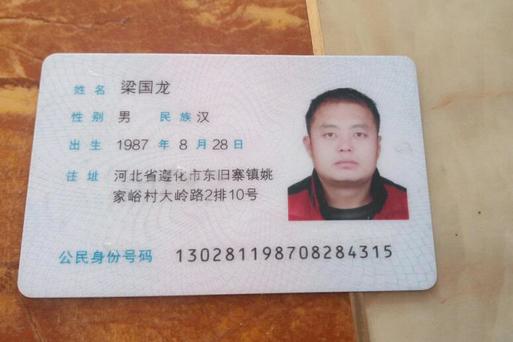 姓名 梁国龙
性别 男 民族 汉
出生 1987 年 8 月 28 日
住址 河北省遵化市东旧寨镇姚
家峪村大岭路2排10号
公民身份号码 130281198708284315